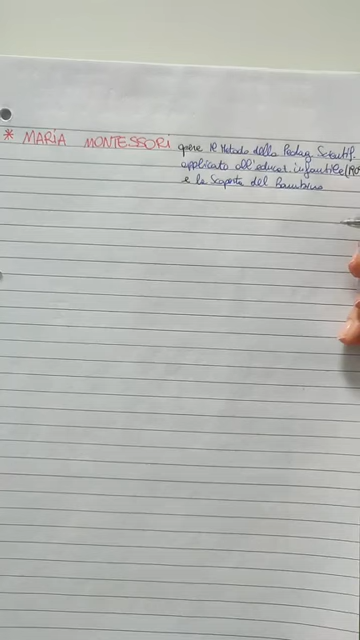 * MARIA MONTESSORI opere Il Metodo della Pedag. Scientif.
applicato all'educaz. infantile
e la Scoperta del Bambino